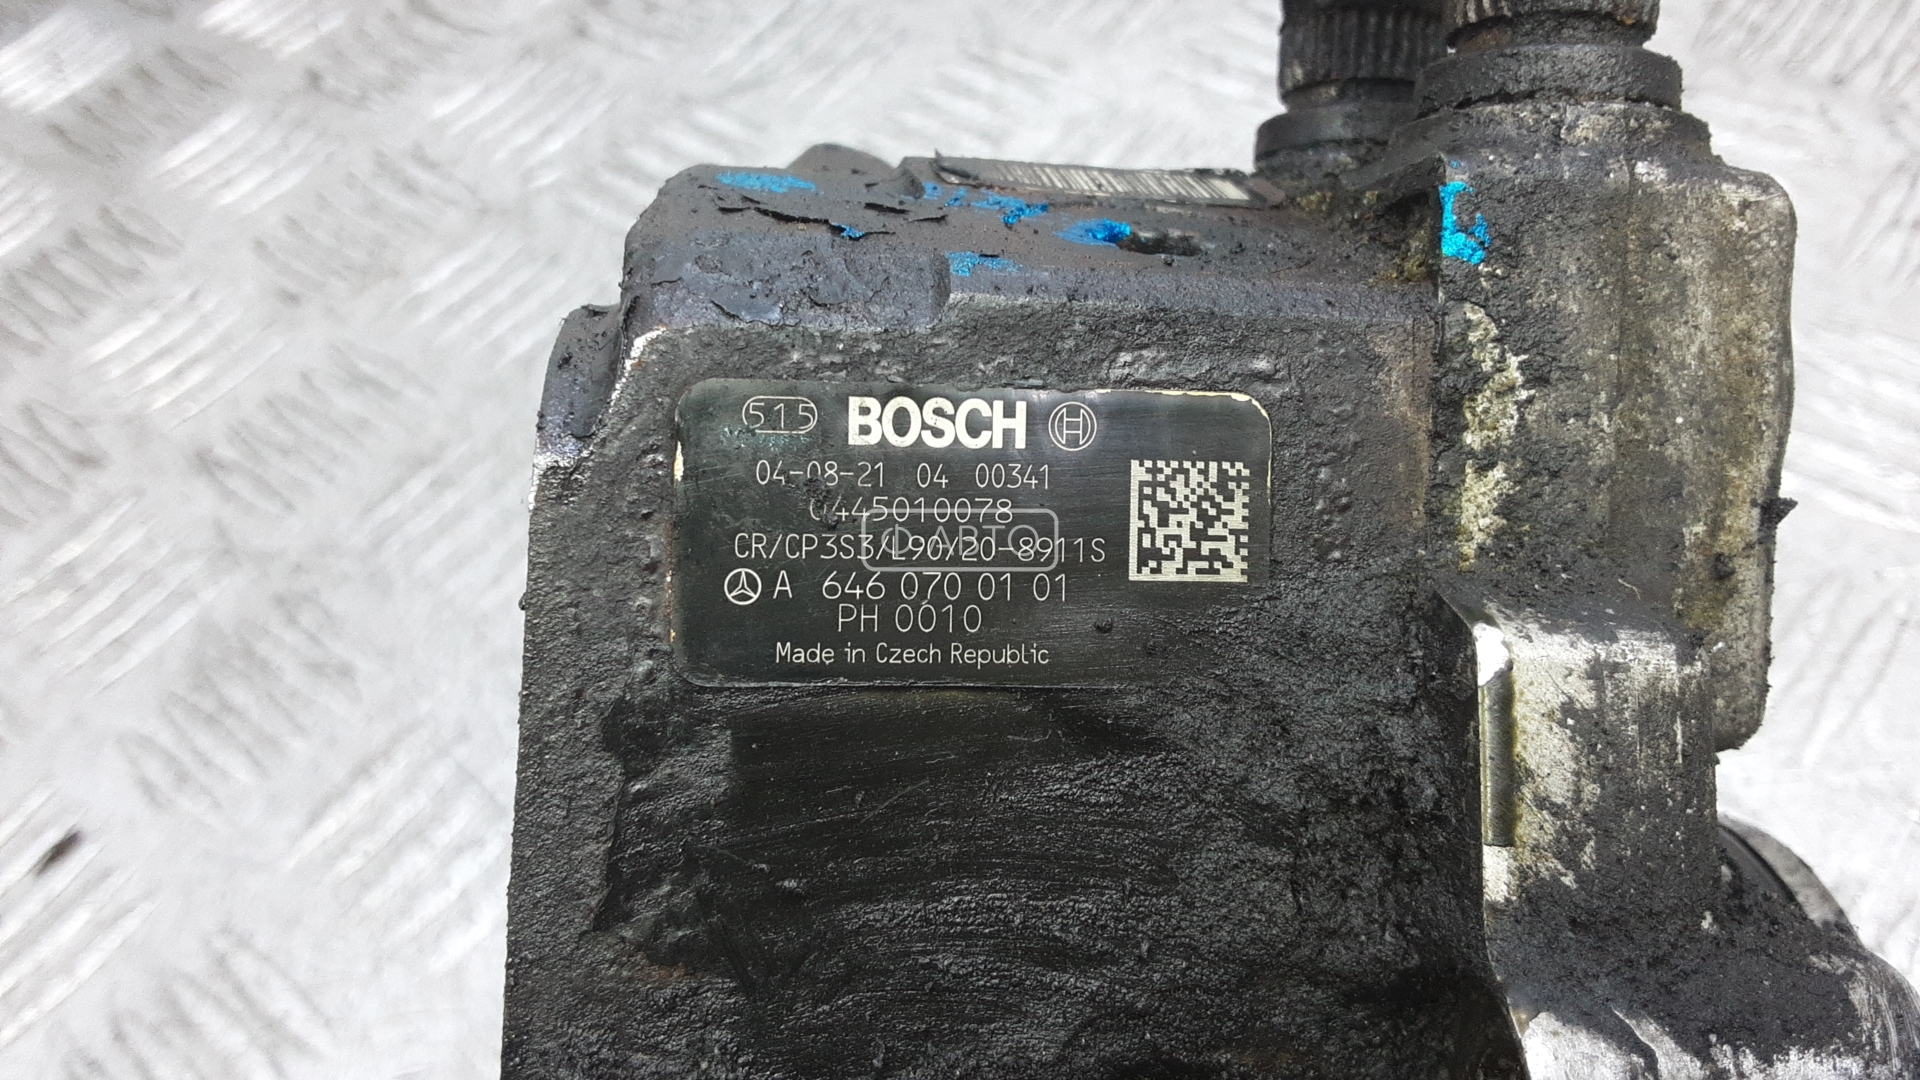 515 BOSCH H
04-08-21 04 00341
0445010078
CR/CP3S3/L90/20-8911S
A 646 070 01 01
PH 0010
Made in Czech Republic
АВТО